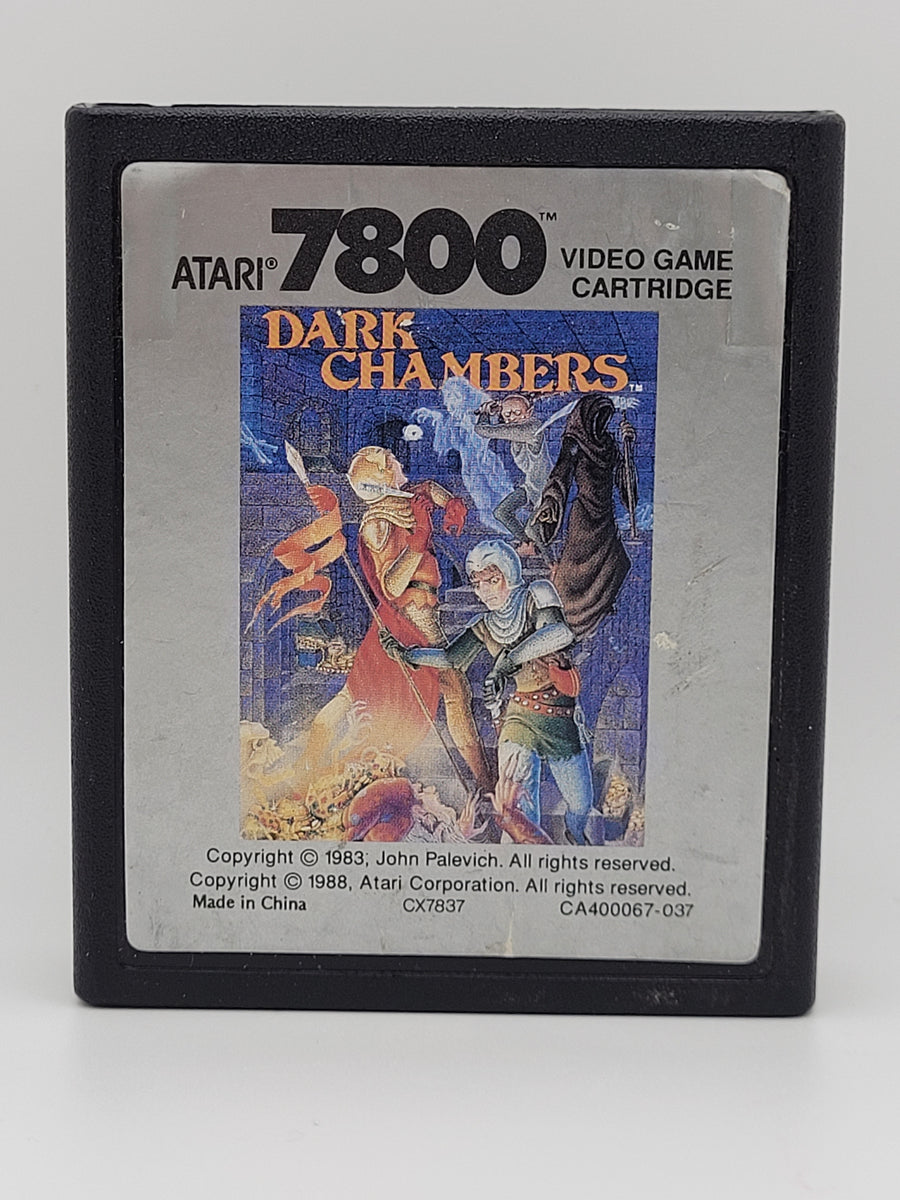 ATARI® 7800™ VIDEO GAME
CARTRIDGE
DARK
CHAMBERS™
Copyright © 1983; John Palevich. All rights reserved.
Copyright © 1988, Atari Corporation. All rights reserved.
Made in China CX7837 CA400067-037